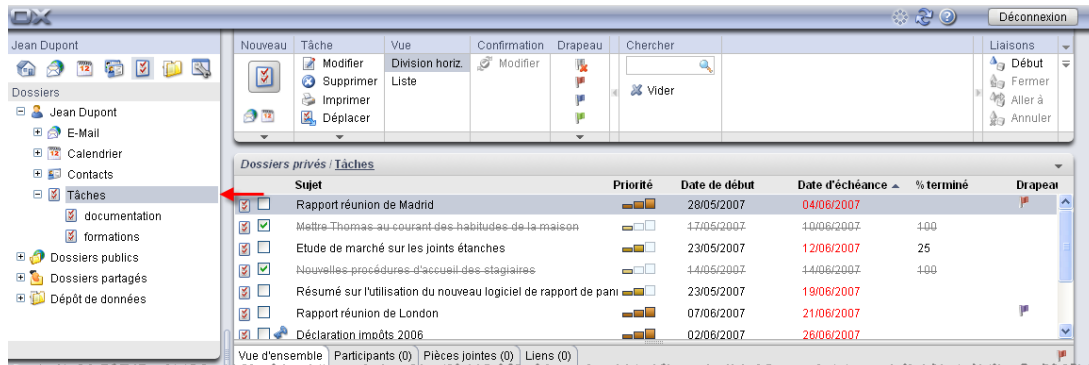 OX
Déconnexion
Jean Dupont
Dossiers
Jean Dupont
E-Mail
12 Calendrier
Contacts
Tâches
documentation
formations
Dossiers publics
Dossiers partagés
Dépôt de données
Nouveau Tâche Vue Confirmation Drapeau Chercher Liaisons
Modifier Division horiz. Modifier Début
Supprimer Liste Vider Fermer
Imprimer Aller à
Déplacer Annuler
Dossiers privés / Tâches
Sujet Priorité Date de début Date d'échéance % terminé Drapeau
Rapport réunion de Madrid 28/05/2007 04/06/2007
Mettre Thomas au courant des habitudes de la maison 17/05/2007 10/06/2007 100
Etude de marché sur les joints étanches 23/05/2007 12/06/2007 25
Nouvelles procédures d'accueil des stagiaires 14/05/2007 14/06/2007 100
Résumé sur l'utilisation du nouveau logiciel de rapport de pani 23/05/2007 19/06/2007
Rapport réunion de London 07/06/2007 21/06/2007
Déclaration impôts 2006 02/06/2007 26/06/2007
Vue d'ensemble Participants (0) Pièces jointes (0) Liens (0)